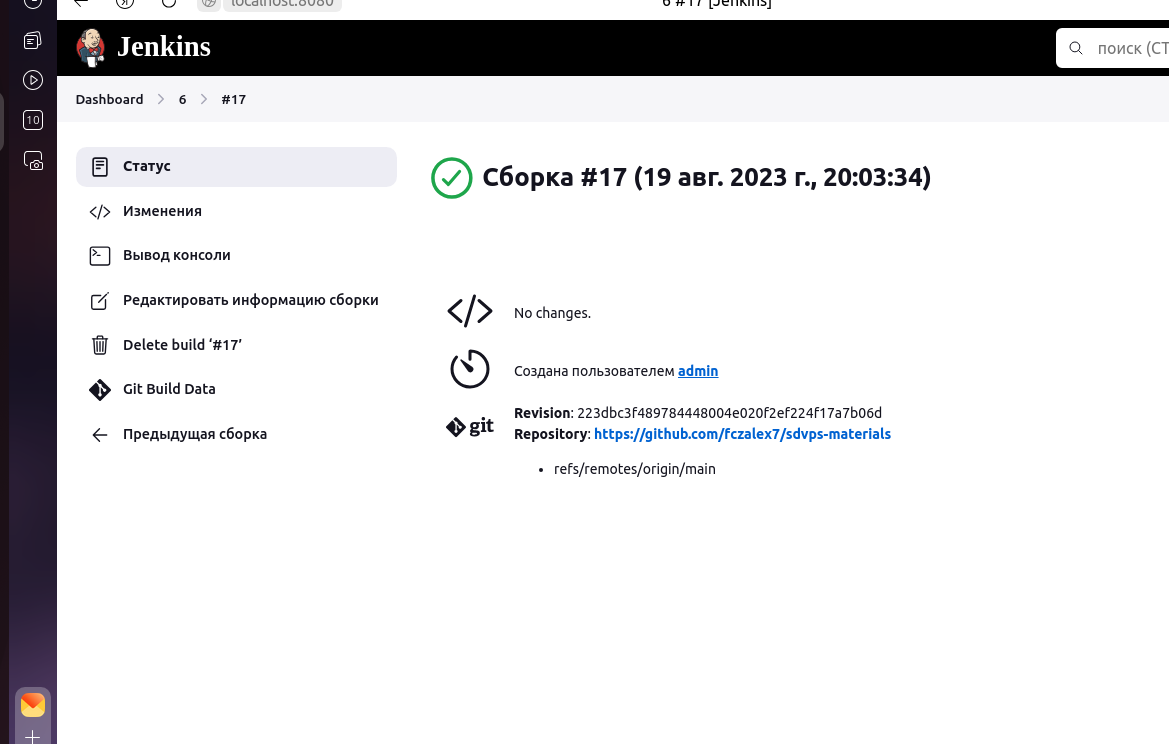 localhost:8080
6 #17 [Jenkins]
Jenkins
поиск (CT
Dashboard 6 #17
10
Статус
Изменения
Вывод консоли
Редактировать информацию сборки
Delete build ‘#17’
Git Build Data
Предыдущая сборка
Сборка #17 (19 авг. 2023 г., 20:03:34)
No changes.
Создана пользователем admin
git
Revision: 223dbc3f489784448004e020f2ef224f17a7b06d
Repository: https://github.com/fczalex7/sdvps-materials
• refs/remotes/origin/main